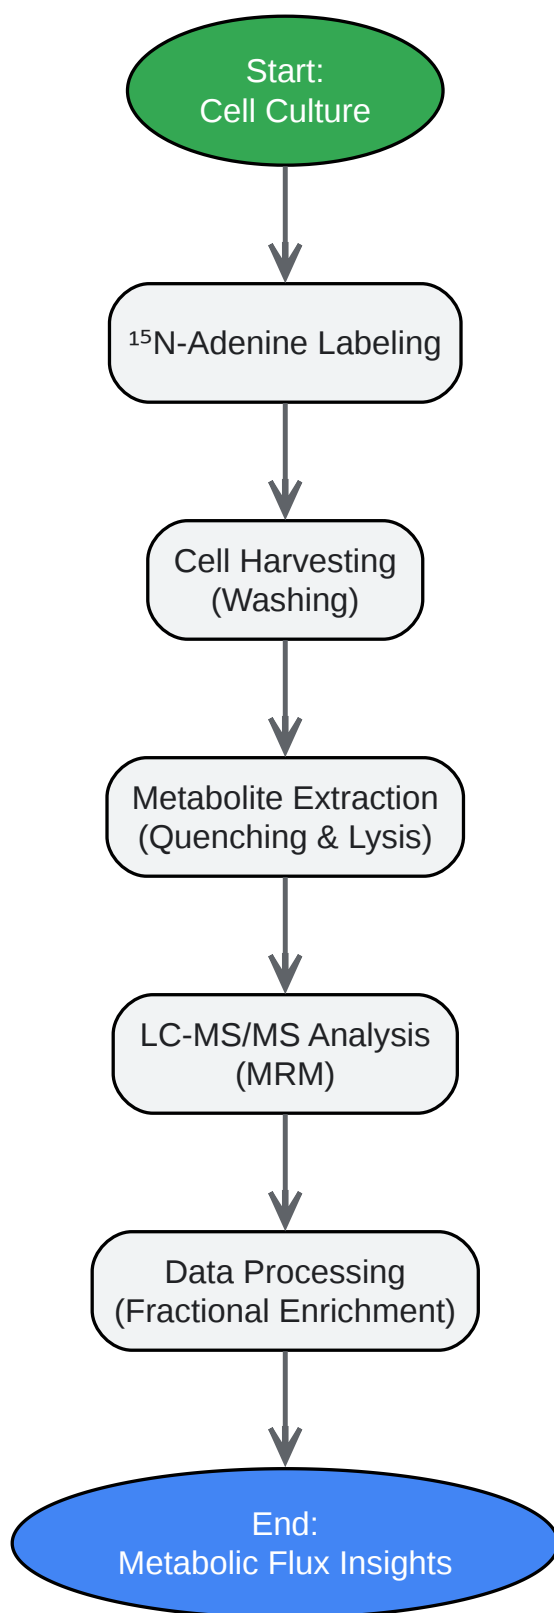 Start:
Cell Culture
¹⁵N-Adenine Labeling
Cell Harvesting
(Washing)
Metabolite Extraction
(Quenching & Lysis)
LC-MS/MS Analysis
(MRM)
Data Processing
(Fractional Enrichment)
End:
Metabolic Flux Insights